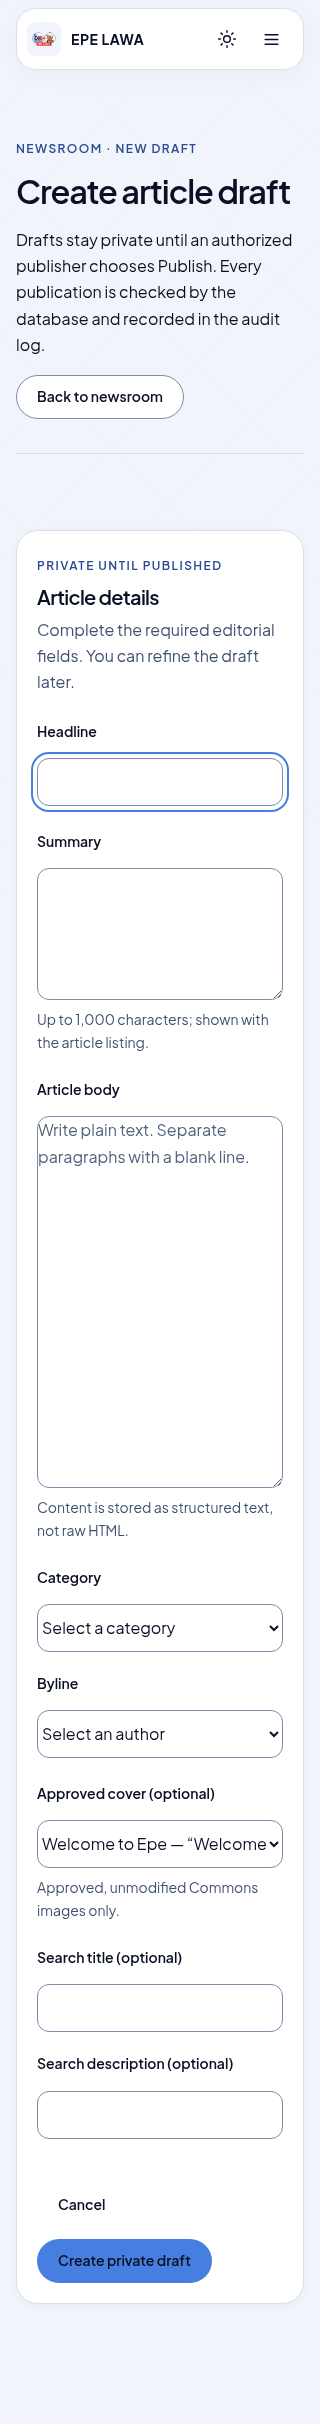 EPE LAWA
NEWSROOM · NEW DRAFT
Create article draft
Drafts stay private until an authorized
publisher chooses Publish. Every
publication is checked by the
database and recorded in the audit
log.
Back to newsroom
PRIVATE UNTIL PUBLISHED
Article details
Complete the required editorial
fields. You can refine the draft
later.
Headline
Summary
Up to 1,000 characters; shown with
the article listing.
Article body
Write plain text. Separate
paragraphs with a blank line.
Content is stored as structured text,
not raw HTML.
Category
Select a category
Byline
Select an author
Approved cover (optional)
Welcome to Epe — “Welcome
Approved, unmodified Commons
images only.
Search title (optional)
Search description (optional)
Cancel
Create private draft